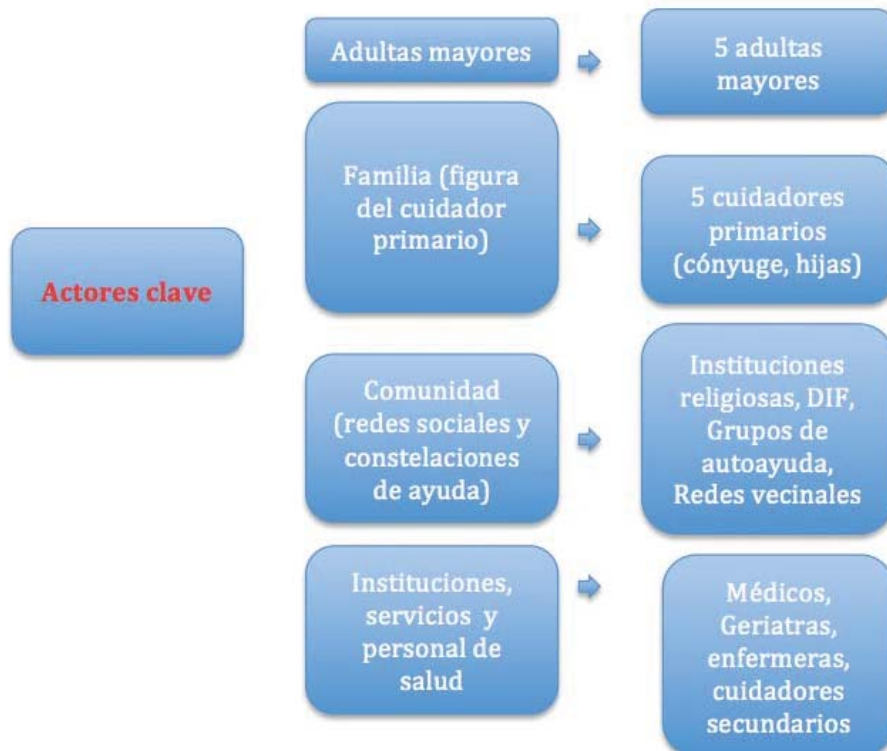 Actores clave
Adultas mayores
5 adultas
mayores
Familia (figura
del cuidador
primario)
5 cuidadores
primarios
(cónyuge, hijas)
Comunidad
(redes sociales y
constelaciones
de ayuda)
Instituciones
religiosas, DIF,
Grupos de
autoayuda,
Redes vecinales
Instituciones,
servicios y
personal de
salud
Médicos,
Geriatras,
enfermeras,
cuidadores
secundarios